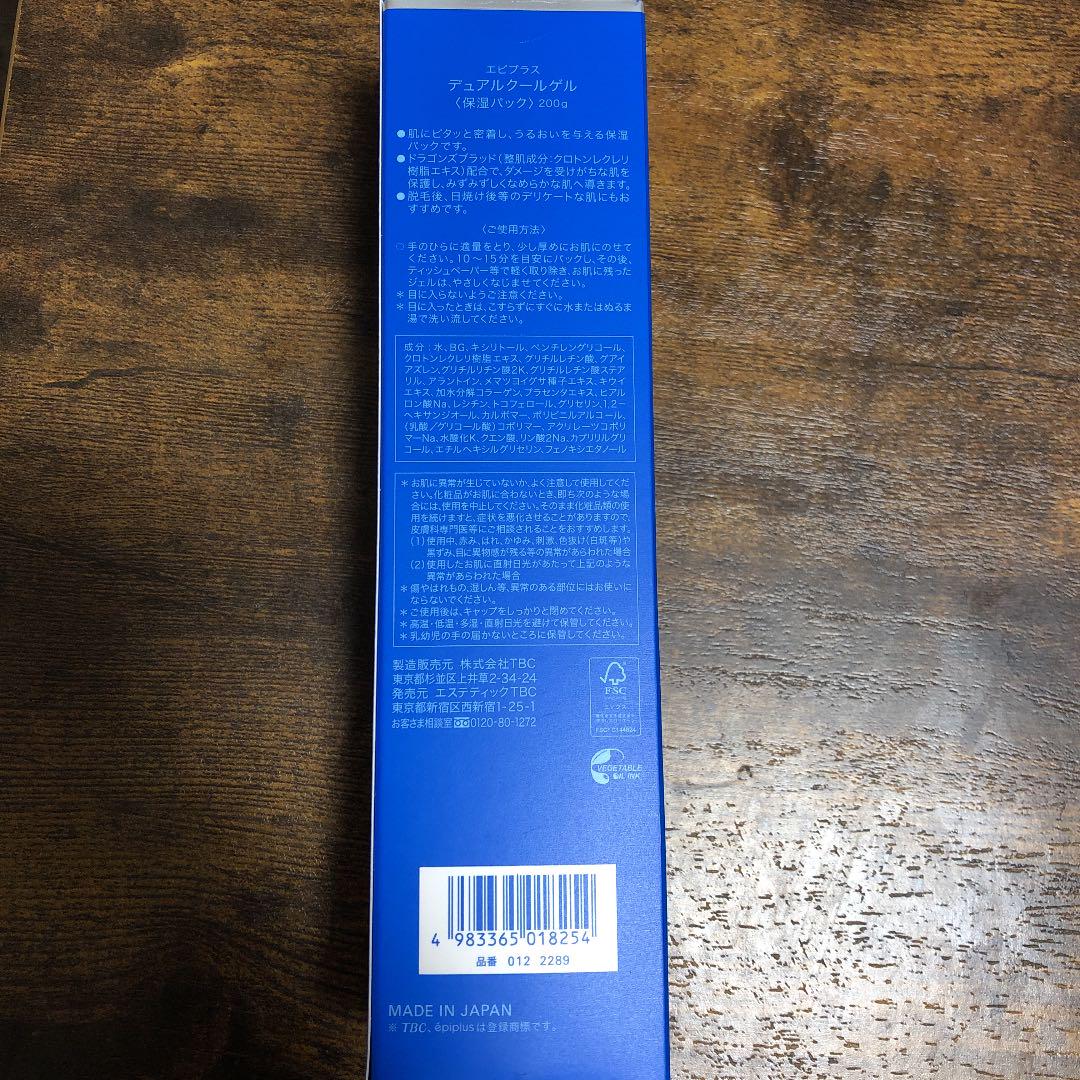 エピプラス
デュアルクールゲル
〈保湿パック〉200g
●肌にピタッと密着し、うるおいを与える保湿
パックです。
●ドラゴンズブラッド(整肌成分:クロトンレクレリ
樹脂エキス)配合で、ダメージを受けがちな肌を
保護し、みずみずしくなめらかな肌へ導きます。
●脱毛後、日焼け後等のデリケートな肌にもお
すすめです。
〈ご使用方法〉
○手のひらに適量をとり、少し厚めにお肌にのせて
ください。10〜15分を目安にパックし、その後、
ティッシュペーパー等で軽く取り除き、お肌に残った
ジェルは、やさしくなじませてください。
＊目に入らないようご注意ください。
＊目に入ったときは、こすらずにすぐに水またはぬるま
湯で洗い流してください。
成分:水、BG、キシリトール、ペンチレングリコール、
クロトンレクレリ樹脂エキス、グリチルレチン酸、グアイ
アズレン、グリチルリチン酸2K、グリチルレチン酸ステア
リル、アラントイン、メマツヨイグサ種子エキス、キウイ
エキス、加水分解コラーゲン、プラセンタエキス、ヒアル
ロン酸Na、レシチン、トコフェロール、グリセリン、1,2-
ヘキサンジオール、カルボマー、ポリビニルアルコール、
(乳酸／グリコール酸)コポリマー、アクリレーツコポリ
マーNa、水酸化K、クエン酸、リン酸2Na、カプリリルグリ
コール、エチルヘキシルグリセリン、フェノキシエタノール
＊お肌に異常が生じていないか、よく注意して使用してくだ
さい。化粧品がお肌に合わないとき、即ち次のような場
合には、使用を中止してください。そのまま化粧品類の使
用を続けますと、症状を悪化させることがありますので、
皮膚科専門医等にご相談されることをおすすめします。
(1)使用中、赤み、はれ、かゆみ、刺激、色抜け(白斑等)や
黒ずみ、目に異物感が残る等の異常があらわれた場合
(2)使用したお肌に直射日光があたって上記のような
異常があらわれた場合
＊傷やはれもの、湿しん等、異常のある部位にはお使いに
ならないでください。
＊ご使用後は、キャップをしっかりと閉めてください。
＊高温・低温・多湿・直射日光を避けて保管してください。
＊乳幼児の手の届かないところに保管してください。
製造販売元 株式会社TBC
東京都杉並区上井草2-34-24
発売元 エステティックTBC
東京都新宿区西新宿1-25-1
お客さま相談室 0120-80-1272
FSC
ミックス
FSC® C144824
VEGETABLE
OIL INK
4 983365 018254
品番 012 2289
MADE IN JAPAN
※TBC、épiplusは登録商標です。